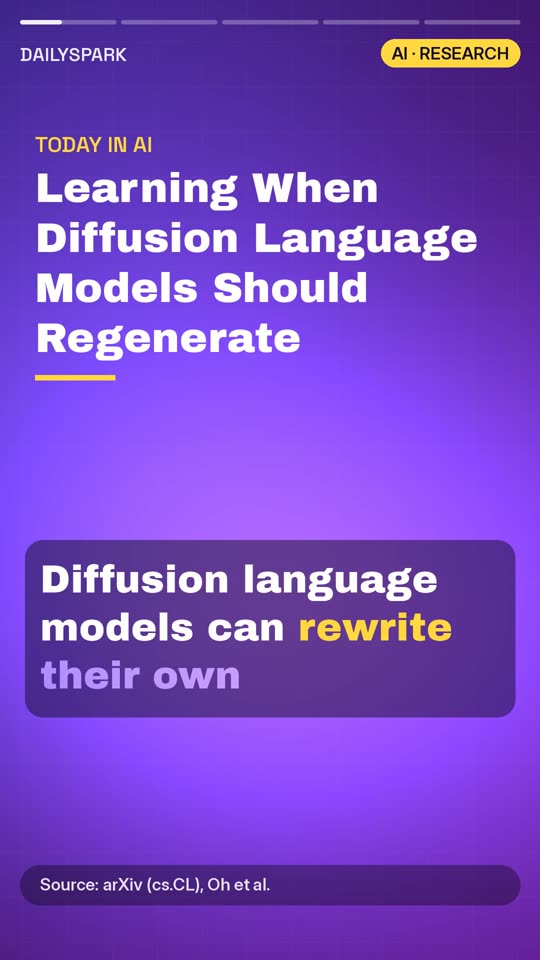 DAILYSPARK
AI · RESEARCH
TODAY IN AI
Learning When
Diffusion Language
Models Should
Regenerate
Diffusion language
models can rewrite
their own
Source: arXiv (cs.CL), Oh et al.